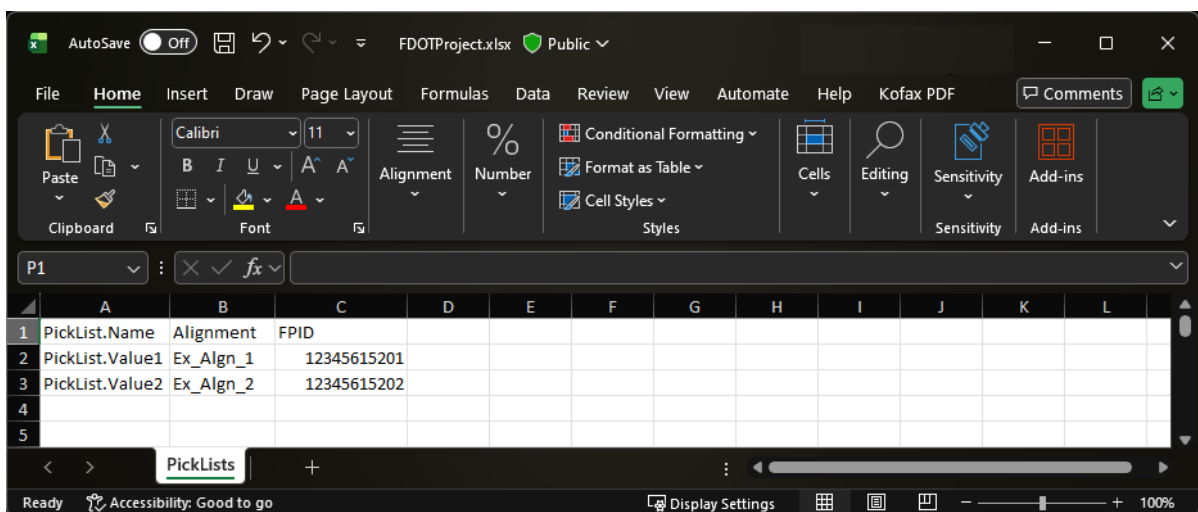 AutoSave Off FDOTProject.xlsx Public
File Home Insert Draw Page Layout Formulas Data Review View Automate Help Kofax PDF Comments
Calibri 11 Conditional Formatting
Paste B I U A A Alignment Number Format as Table Cells Editing Sensitivity Add-ins
A Cell Styles
Clipboard Font Styles Sensitivity Add-ins
P1 fx
A B C D E F G H I J K L
1 PickList.Name Alignment FPID
2 PickList.Value1 Ex_Algn_1 12345615201
3 PickList.Value2 Ex_Algn_2 12345615202
4
5
PickLists
Ready Accessibility: Good to go Display Settings 100%